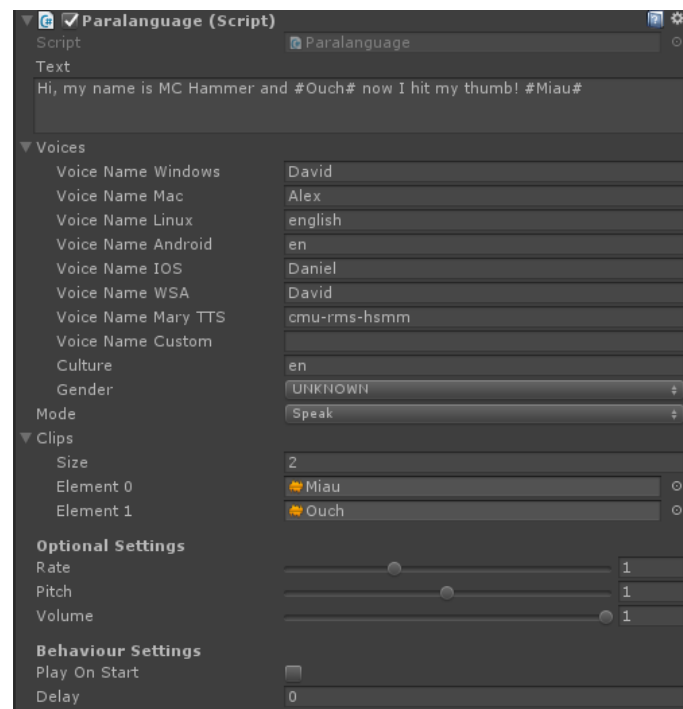 Paralanguage (Script)
Script Paralanguage
Text
Hi, my name is MC Hammer and #Ouch# now I hit my thumb! #Miau#
Voices
Voice Name Windows David
Voice Name Mac Alex
Voice Name Linux english
Voice Name Android en
Voice Name IOS Daniel
Voice Name WSA David
Voice Name Mary TTS cmu-rms-hsmm
Voice Name Custom
Culture en
Gender UNKNOWN
Mode Speak
Clips
Size 2
Element 0 Miau
Element 1 Ouch
Optional Settings
Rate 1
Pitch 1
Volume 1
Behaviour Settings
Play On Start
Delay 0